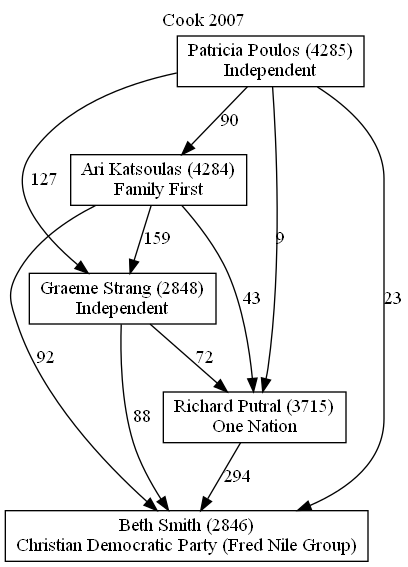 Cook 2007
Patricia Poulos (4285)
Independent
90
Ari Katsoulas (4284)
Family First
127
159
9
Graeme Strang (2848)
Independent
43
23
92
72
88
Richard Putral (3715)
One Nation
294
Beth Smith (2846)
Christian Democratic Party (Fred Nile Group)